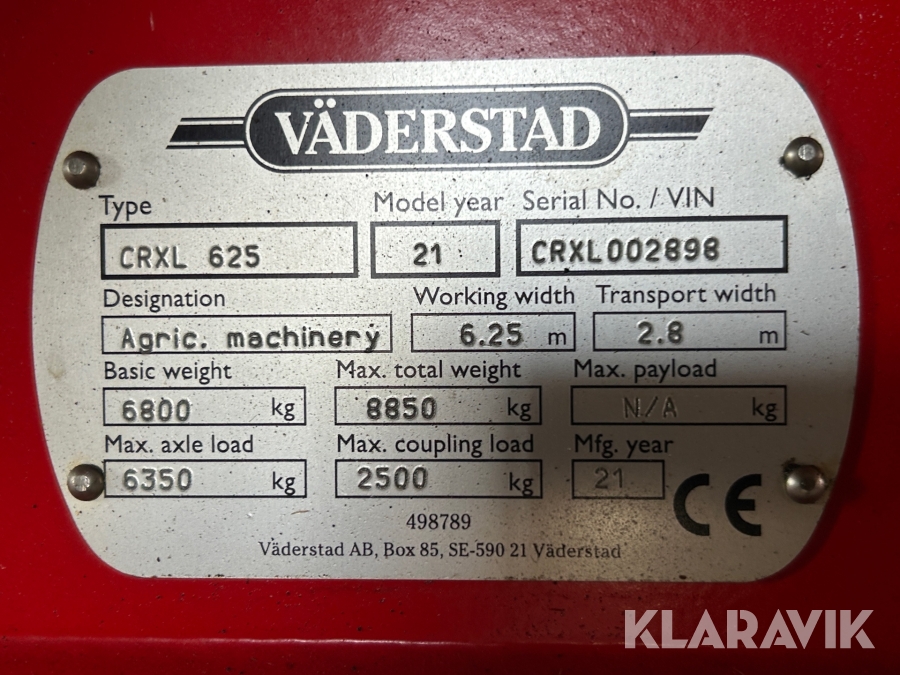 VÄDERSTAD
Type Model year Serial No. / VIN
CRXL 625 21 CRXL002898
Designation Working width Transport width
Agric. machinery 6.25 m 2.8 m
Basic weight Max. total weight Max. payload
6800 kg 8850 kg N/A kg
Max. axle load Max. coupling load Mfg. year
6350 kg 2500 kg 21
CE
498789
Väderstad AB, Box 85, SE-590 21 Väderstad
KLARAVIK